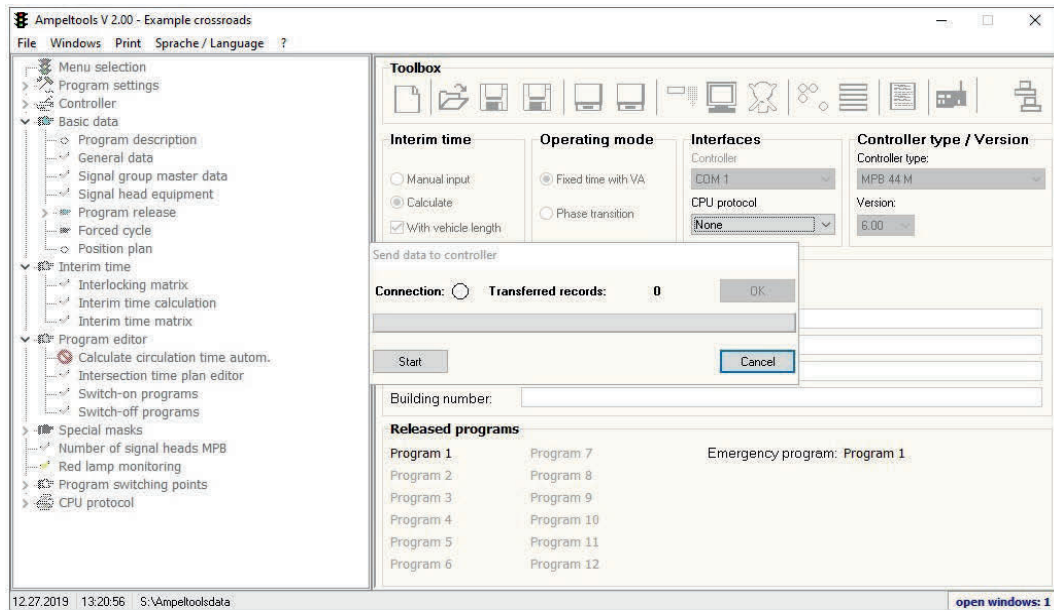 Ampeltools V 2.00 - Example crossroads
File Windows Print Sprache / Language ?
Menu selection
Program settings
Controller
Basic data
Program description
General data
Signal group master data
Signal head equipment
Program release
Forced cycle
Position plan
Interim time
Interlocking matrix
Interim time calculation
Interim time matrix
Program editor
Calculate circulation time autom.
Intersection time plan editor
Switch-on programs
Switch-off programs
Special masks
Number of signal heads MPB
Red lamp monitoring
Program switching points
CPU protocol
Toolbox
Interim time
Manual input
Calculate
With vehicle length
Operating mode
Fixed time with VA
Phase transition
Interfaces
Controller
COM 1
CPU protocol
None
Controller type / Version
Controller type:
MPB 44 M
Version:
6.00
Send data to controller
Connection: Transferred records: 0 OK
Start Cancel
Building number:
Released programs
Program 1 Program 7 Emergency program: Program 1
Program 2 Program 8
Program 3 Program 9
Program 4 Program 10
Program 5 Program 11
Program 6 Program 12
12.27.2019 13:20:56 S:\Ampeltoolsdata open windows: 1